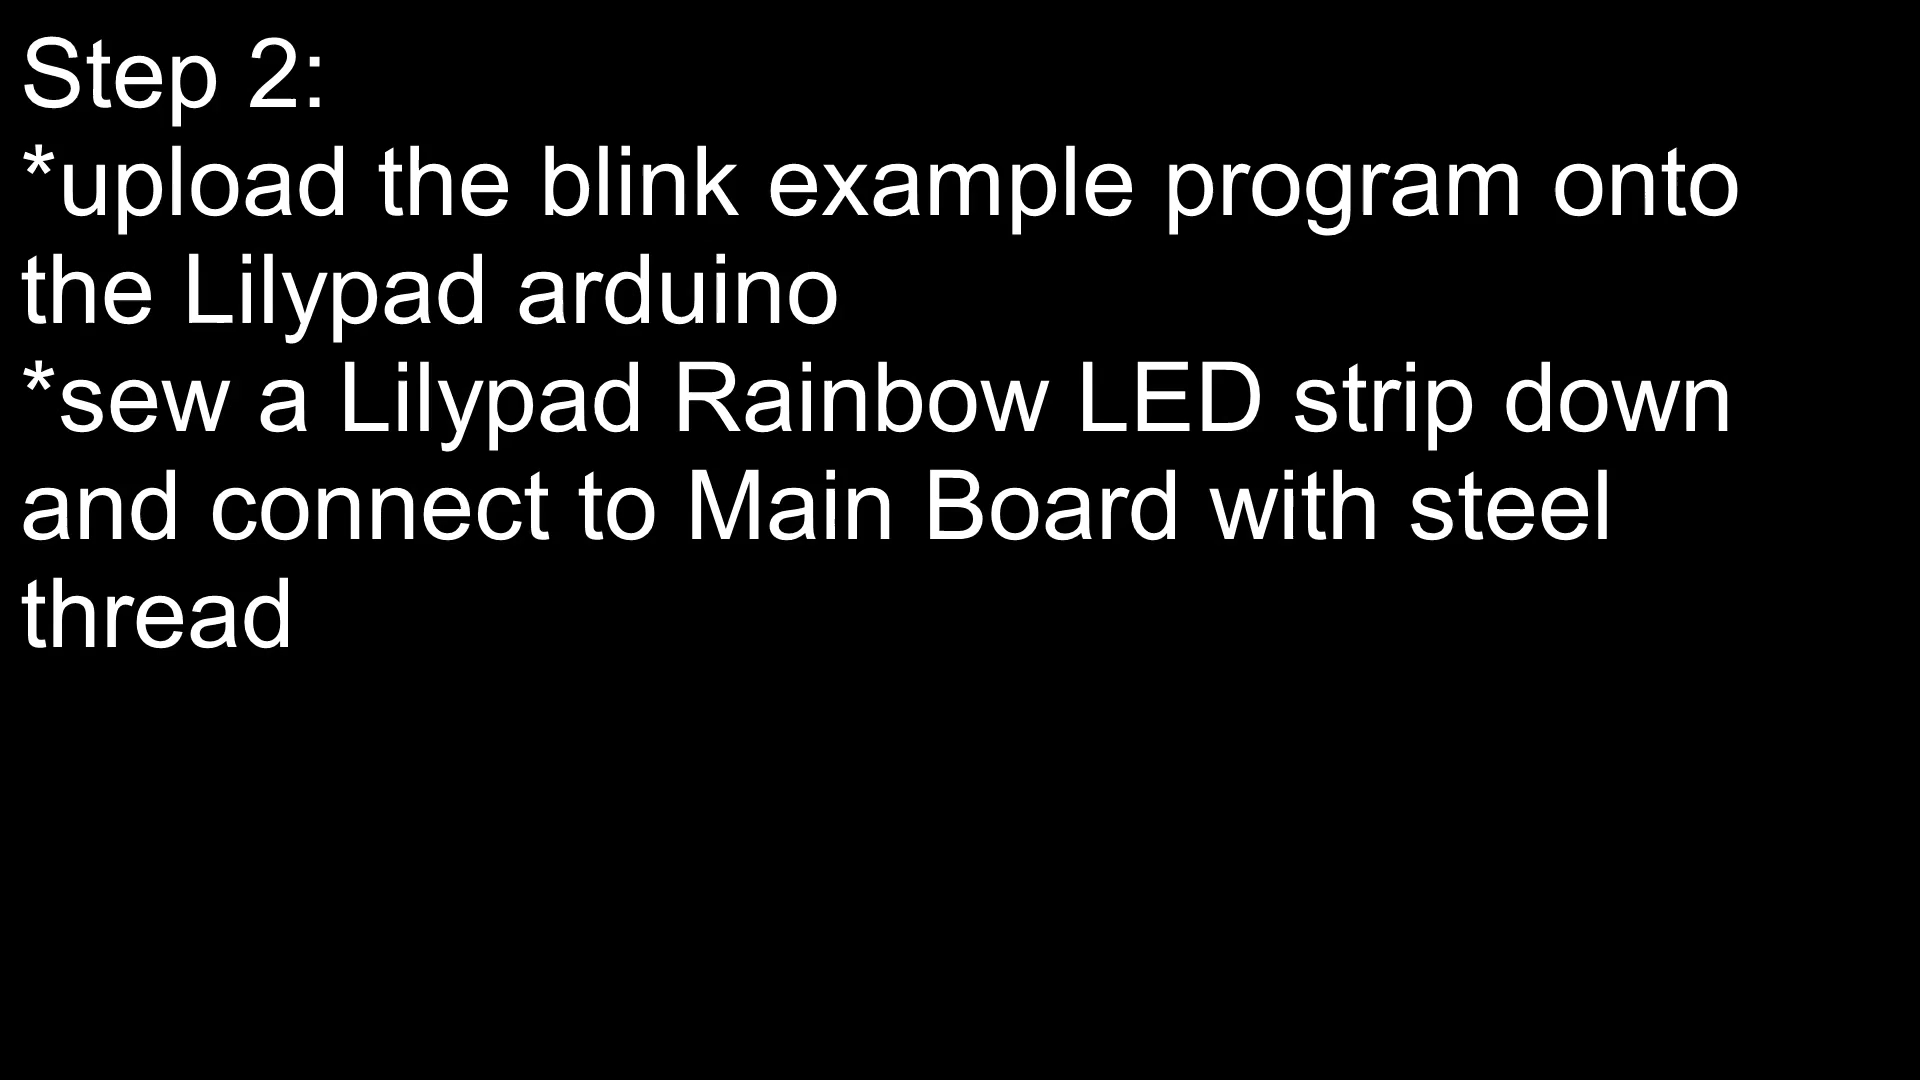 Step 2:
*upload the blink example program onto
the Lilypad arduino
*sew a Lilypad Rainbow LED strip down
and connect to Main Board with steel
thread